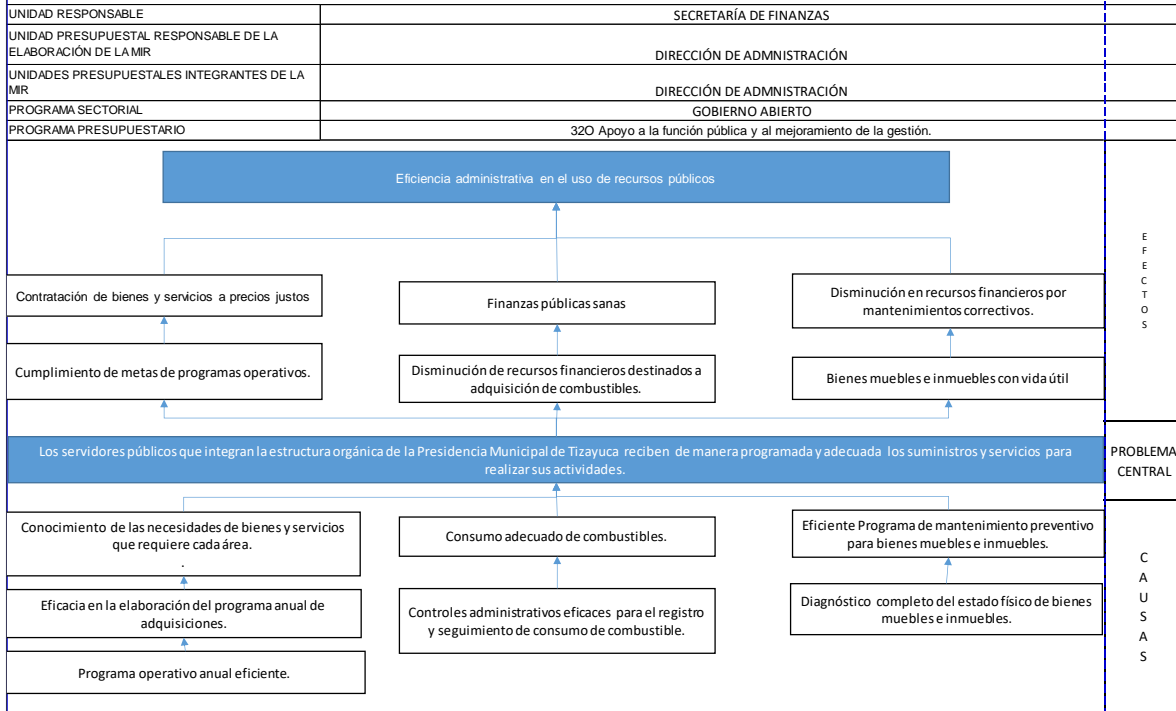 UNIDAD RESPONSABLE
SECRETARÍA DE FINANZAS
UNIDAD PRESUPUESTAL RESPONSABLE DE LA
ELABORACIÓN DE LA MIR
DIRECCIÓN DE ADMNISTRACIÓN
UNIDADES PRESUPUESTALES INTEGRANTES DE LA
MIR
DIRECCIÓN DE ADMNISTRACIÓN
PROGRAMA SECTORIAL
GOBIERNO ABIERTO
PROGRAMA PRESUPUESTARIO
32O Apoyo a la función pública y al mejoramiento de la gestión.
Eficiencia administrativa en el uso de recursos públicos
EFECTOS
Contratación de bienes y servicios a precios justos
Finanzas públicas sanas
Disminución en recursos financieros por
mantenimientos correctivos.
Cumplimiento de metas de programas operativos.
Disminución de recursos financieros destinados a
adquisición de combustibles.
Bienes muebles e inmuebles con vida útil
Los servidores públicos que integran la estructura orgánica de la Presidencia Municipal de Tizayuca reciben de manera programada y adecuada los suministros y servicios para
realizar sus actividades.
PROBLEMA
CENTRAL
Conocimiento de las necesidades de bienes y servicios
que requiere cada área.
.
Consumo adecuado de combustibles.
Eficiente Programa de mantenimiento preventivo
para bienes muebles e inmuebles.
CAUSAS
Eficacia en la elaboración del programa anual de
adquisiciones.
Controles administrativos eficaces para el registro
y seguimiento de consumo de combustible.
Diagnóstico completo del estado físico de bienes
muebles e inmuebles.
Programa operativo anual eficiente.